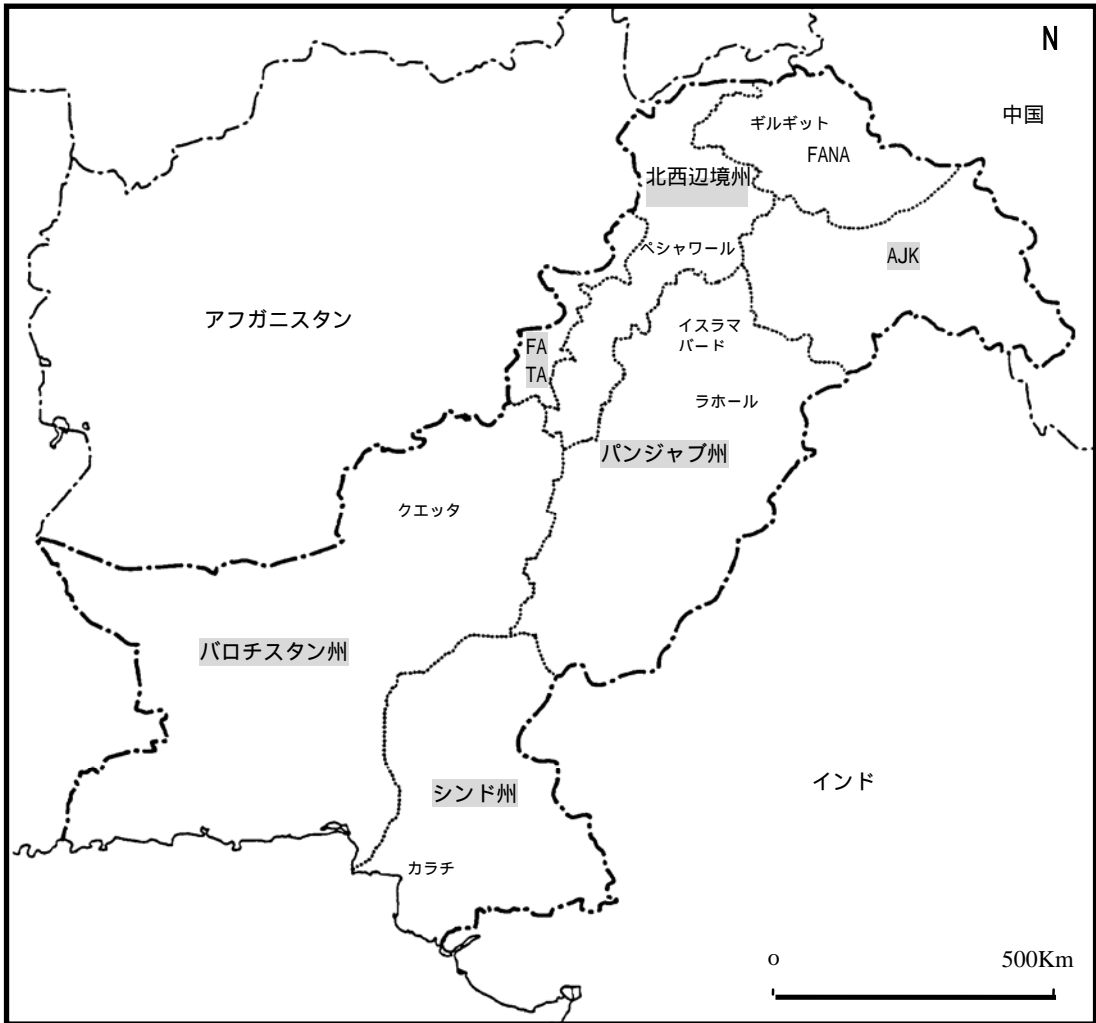 N
中国
ギルギット
FANA
北西辺境州
ペシャワール
AJK
アフガニスタン
イスラマ
バード
FA
TA
ラホール
パンジャブ州
クエッタ
バロチスタン州
シンド州
インド
カラチ
o
500Km